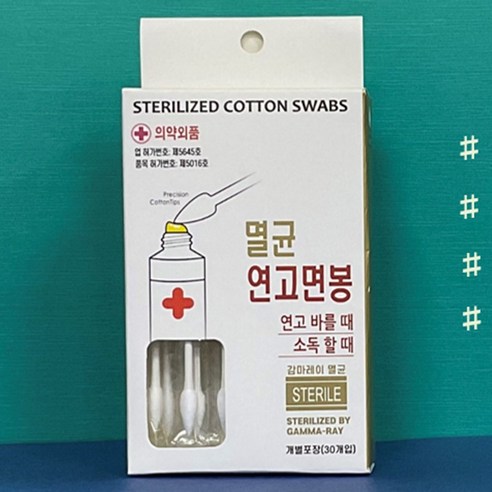 STERILIZED COTTON SWABS
의약외품
업 허가번호: 제5645호
품목 허가번호: 제5016호
Precision
CottonTips
멸균
연고면봉
연고 바를 때
소독 할 때
감마레이 멸균
STERILE
STERILIZED BY
GAMMA-RAY
개별포장(30개입)
#
#
#
#